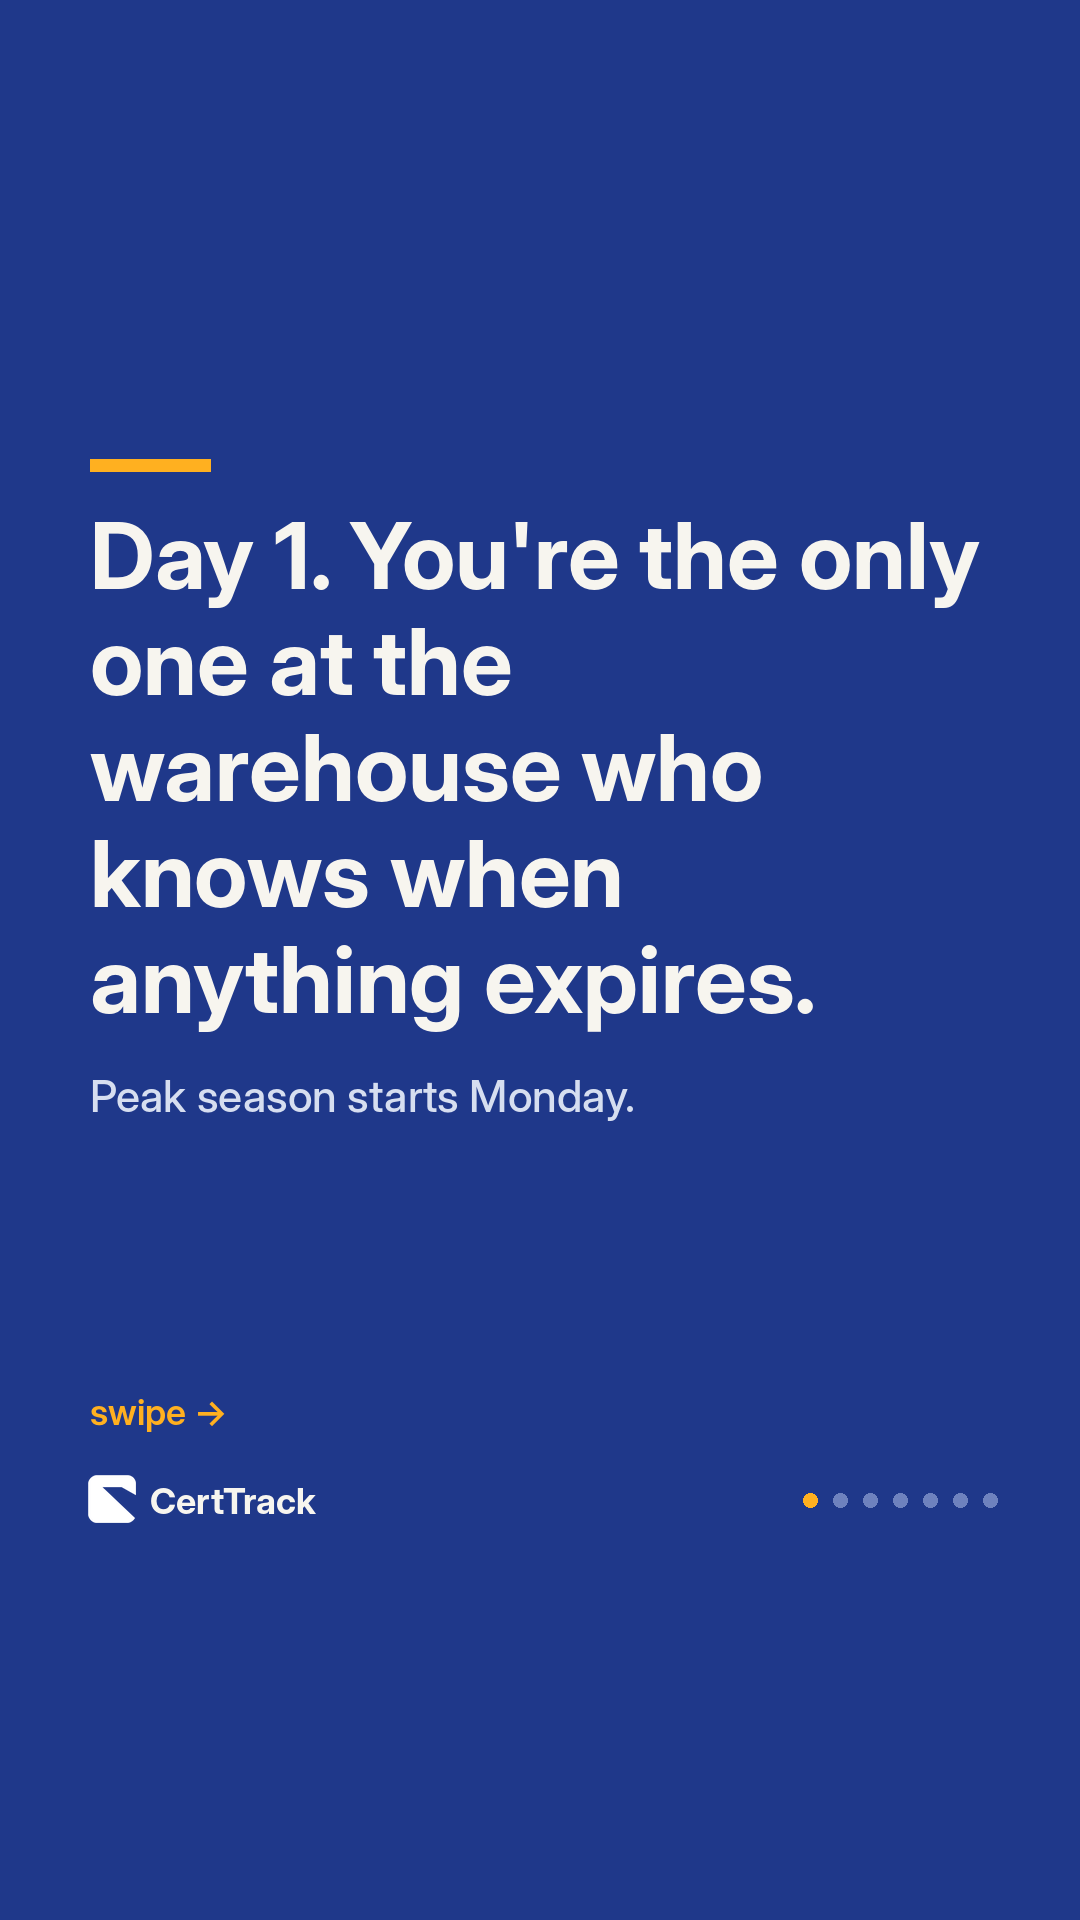 Day 1. You're the only
one at the
warehouse who
knows when
anything expires.
Peak season starts Monday.
swipe →
CertTrack